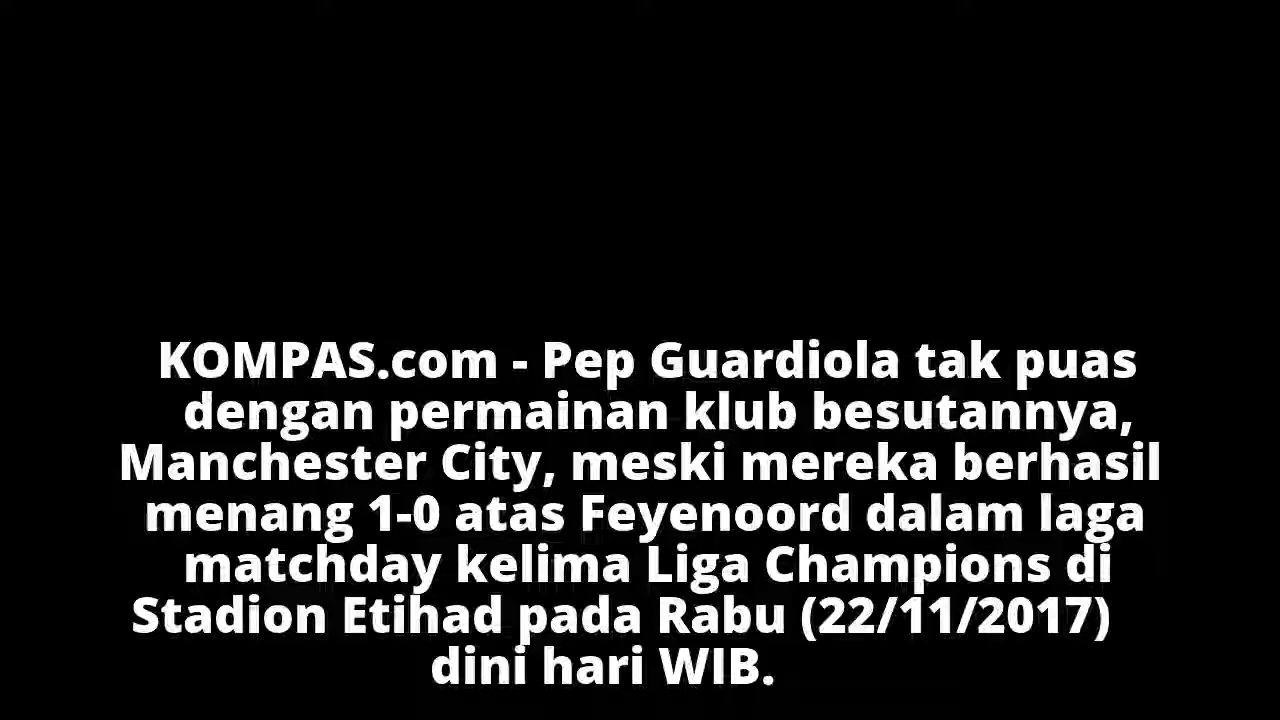 KOMPAS.com - Pep Guardiola tak puas
dengan permainan klub besutannya,
Manchester City, meski mereka berhasil
menang 1-0 atas Feyenoord dalam laga
matchday kelima Liga Champions di
Stadion Etihad pada Rabu (22/11/2017)
dini hari WIB.